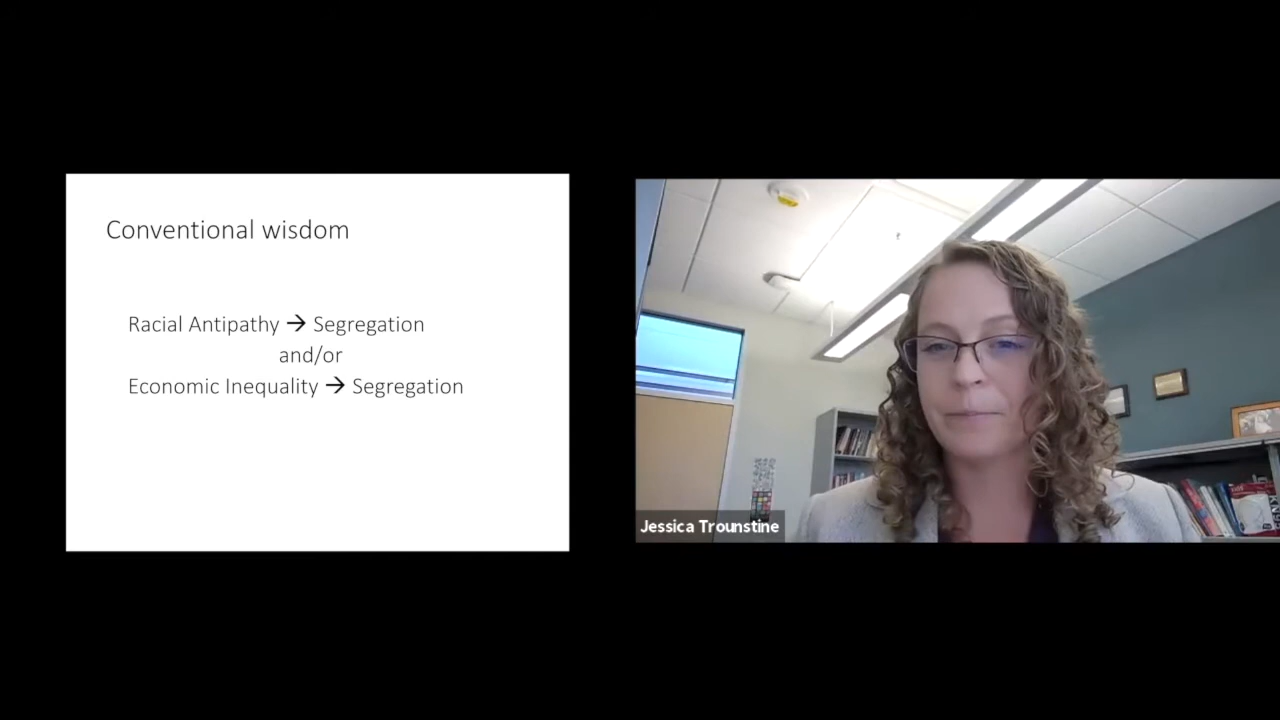 Conventional wisdom
Racial Antipathy → Segregation
and/or
Economic Inequality → Segregation
Jessica Trounstine